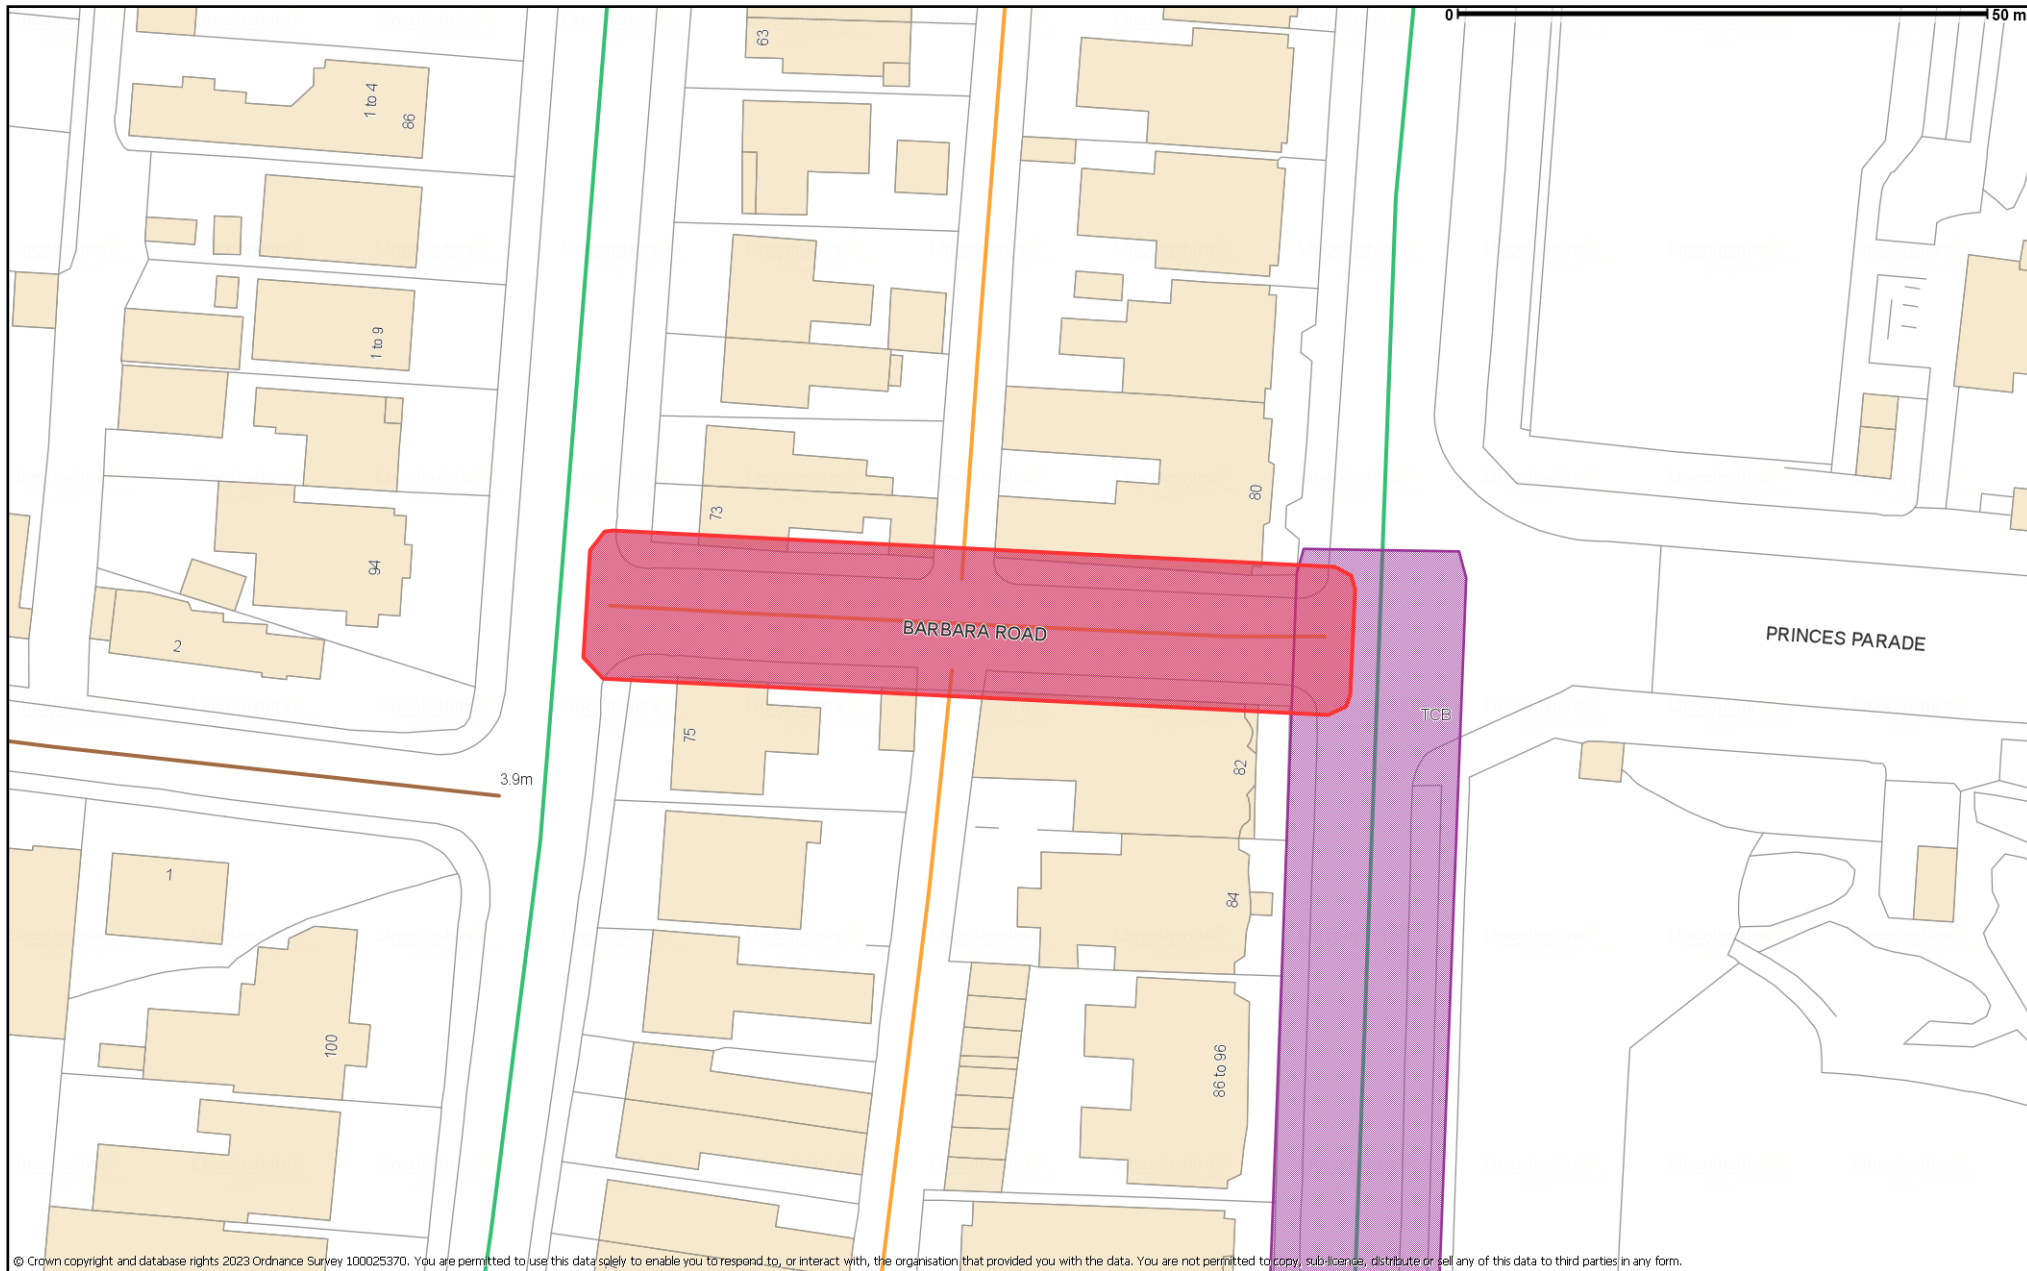 0 50 m
63
1 to 4
86
1 to 9
80
73
94
BARBARA ROAD
PRINCES PARADE
2
TCB
75
82
3.9m
1
84
100
86 to 96
© Crown copyright and database rights 2023 Ordnance Survey 100025370. You are permitted to use this data solely to enable you to respond to, or interact with, the organisation that provided you with the data. You are not permitted to copy, sub-licence, distribute or sell any of this data to third parties in any form.
Lincolnshire